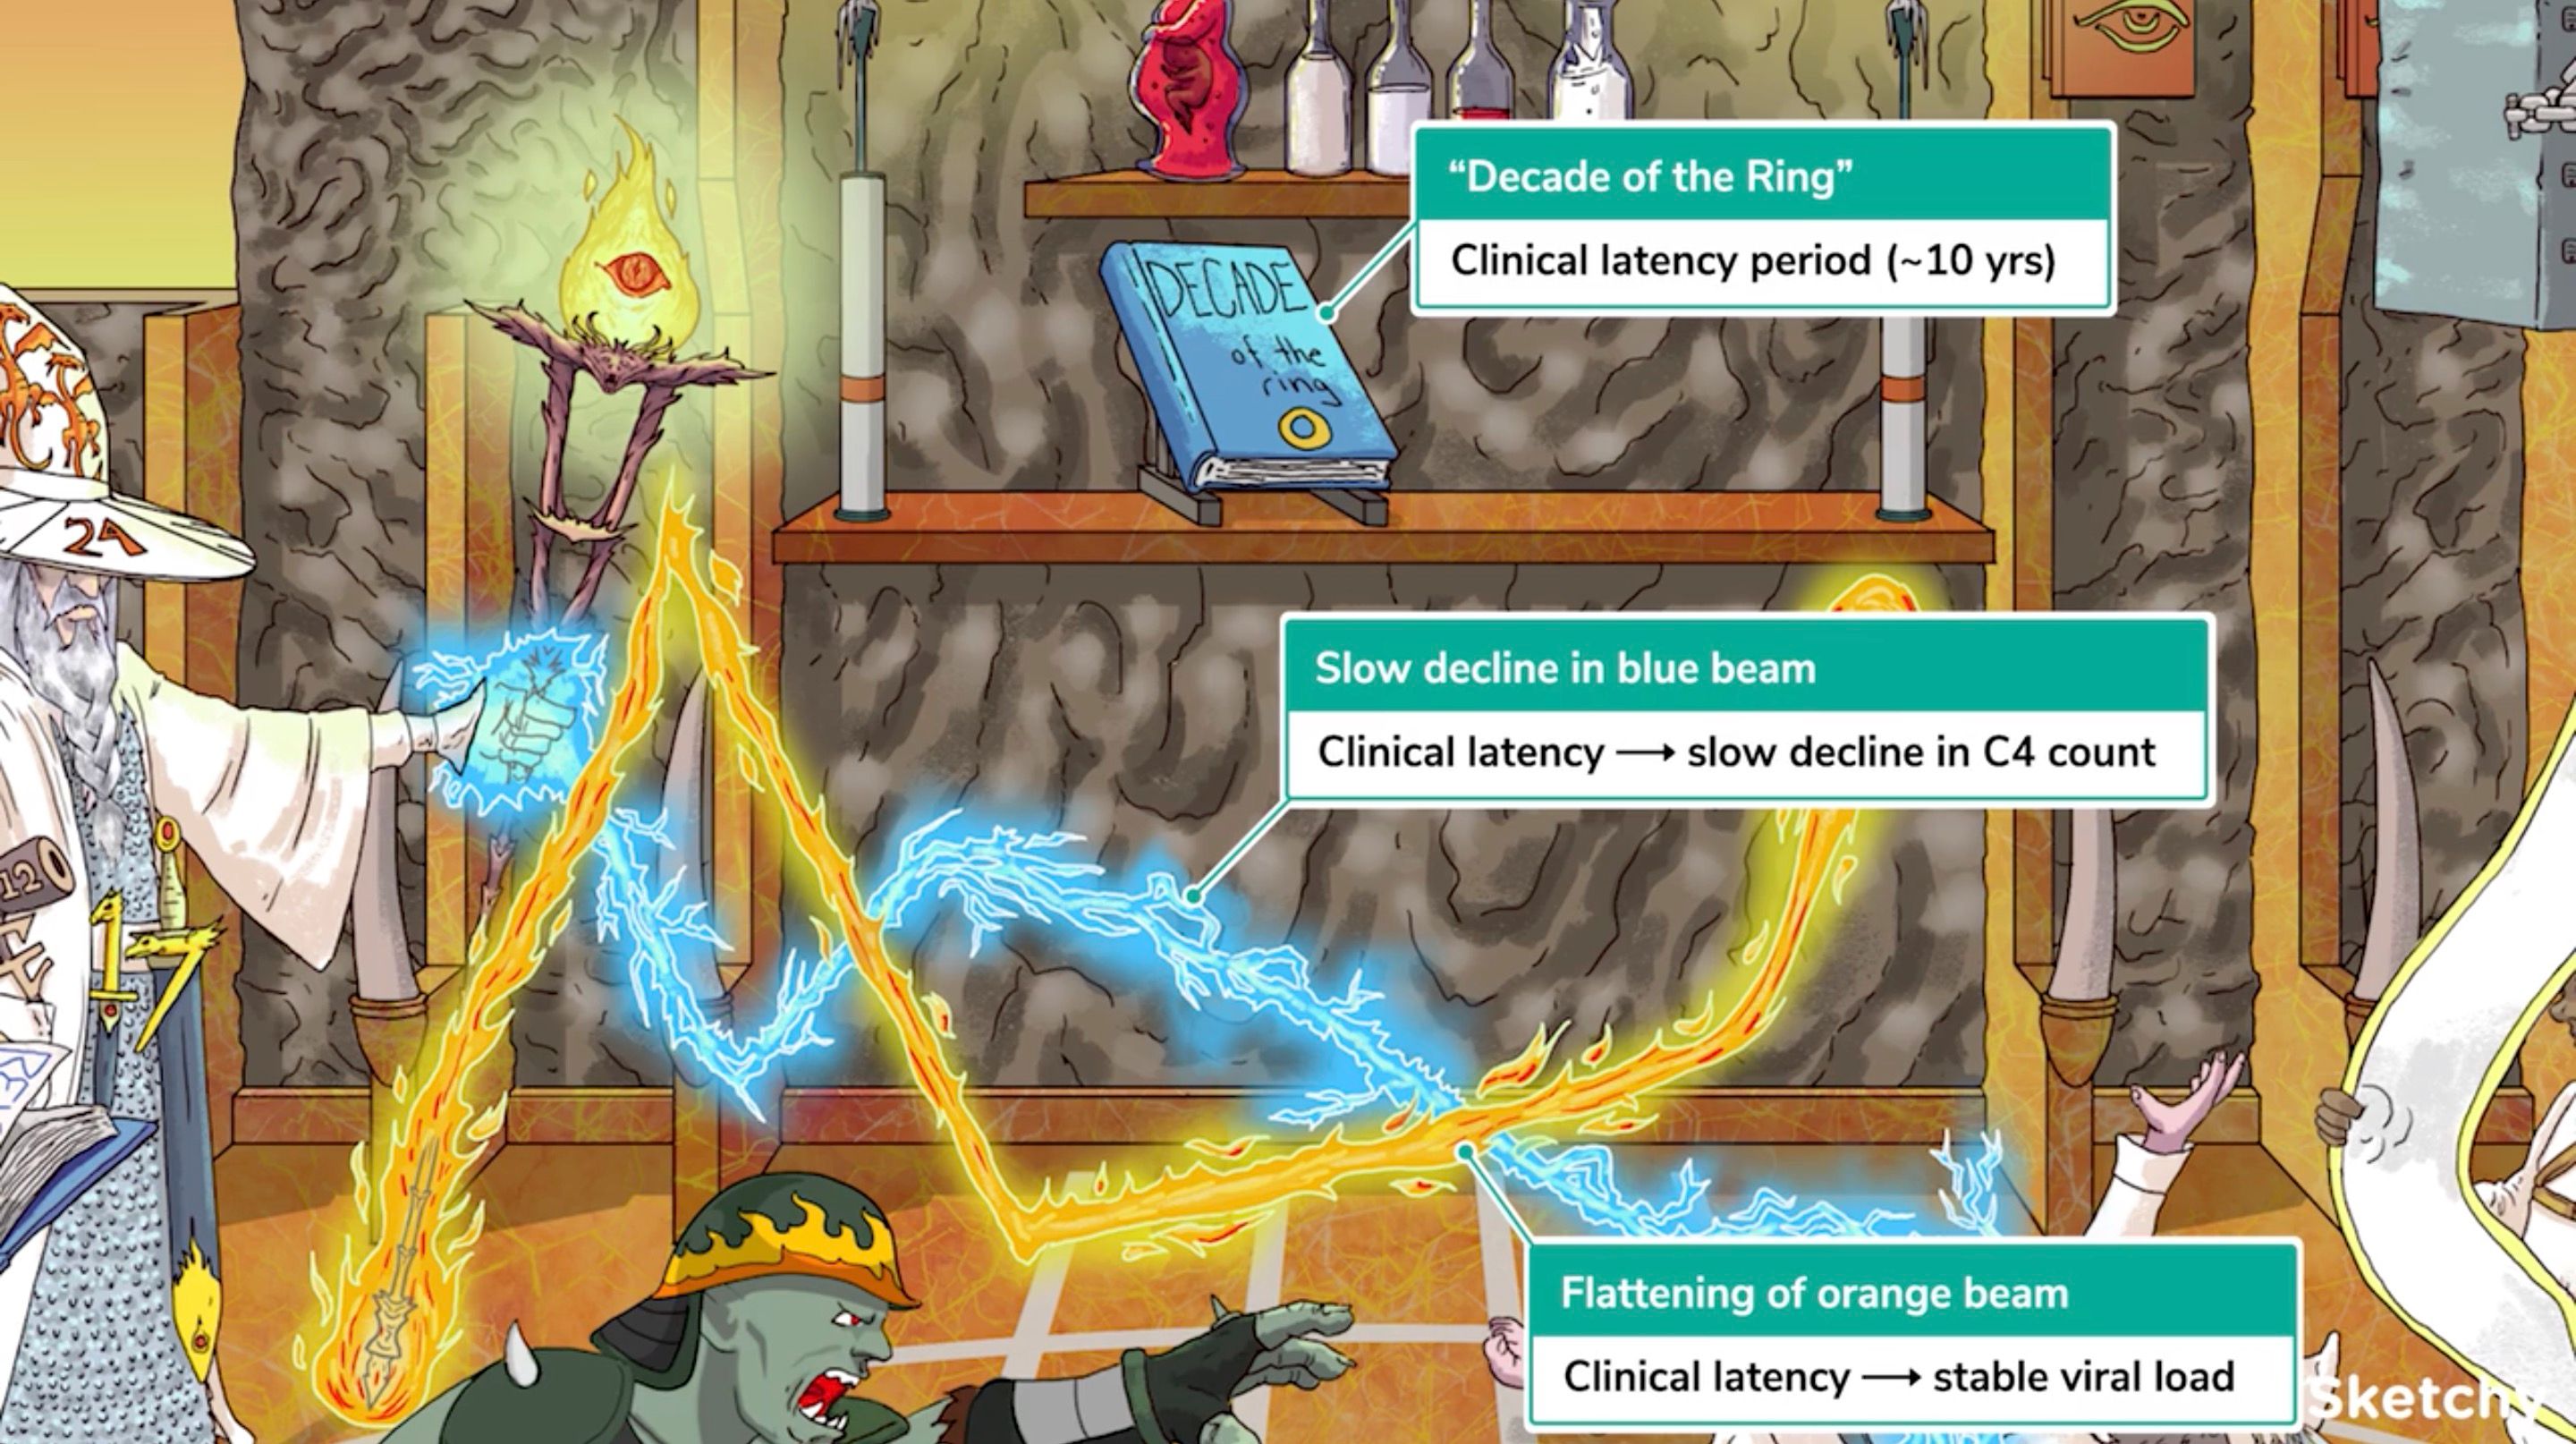 “Decade of the Ring”
Clinical latency period (~10 yrs)
DECADE
of the
ring
24
Slow decline in blue beam
Clinical latency ⟶ slow decline in C4 count
12
17
Flattening of orange beam
Clinical latency ⟶ stable viral load
Sketchy